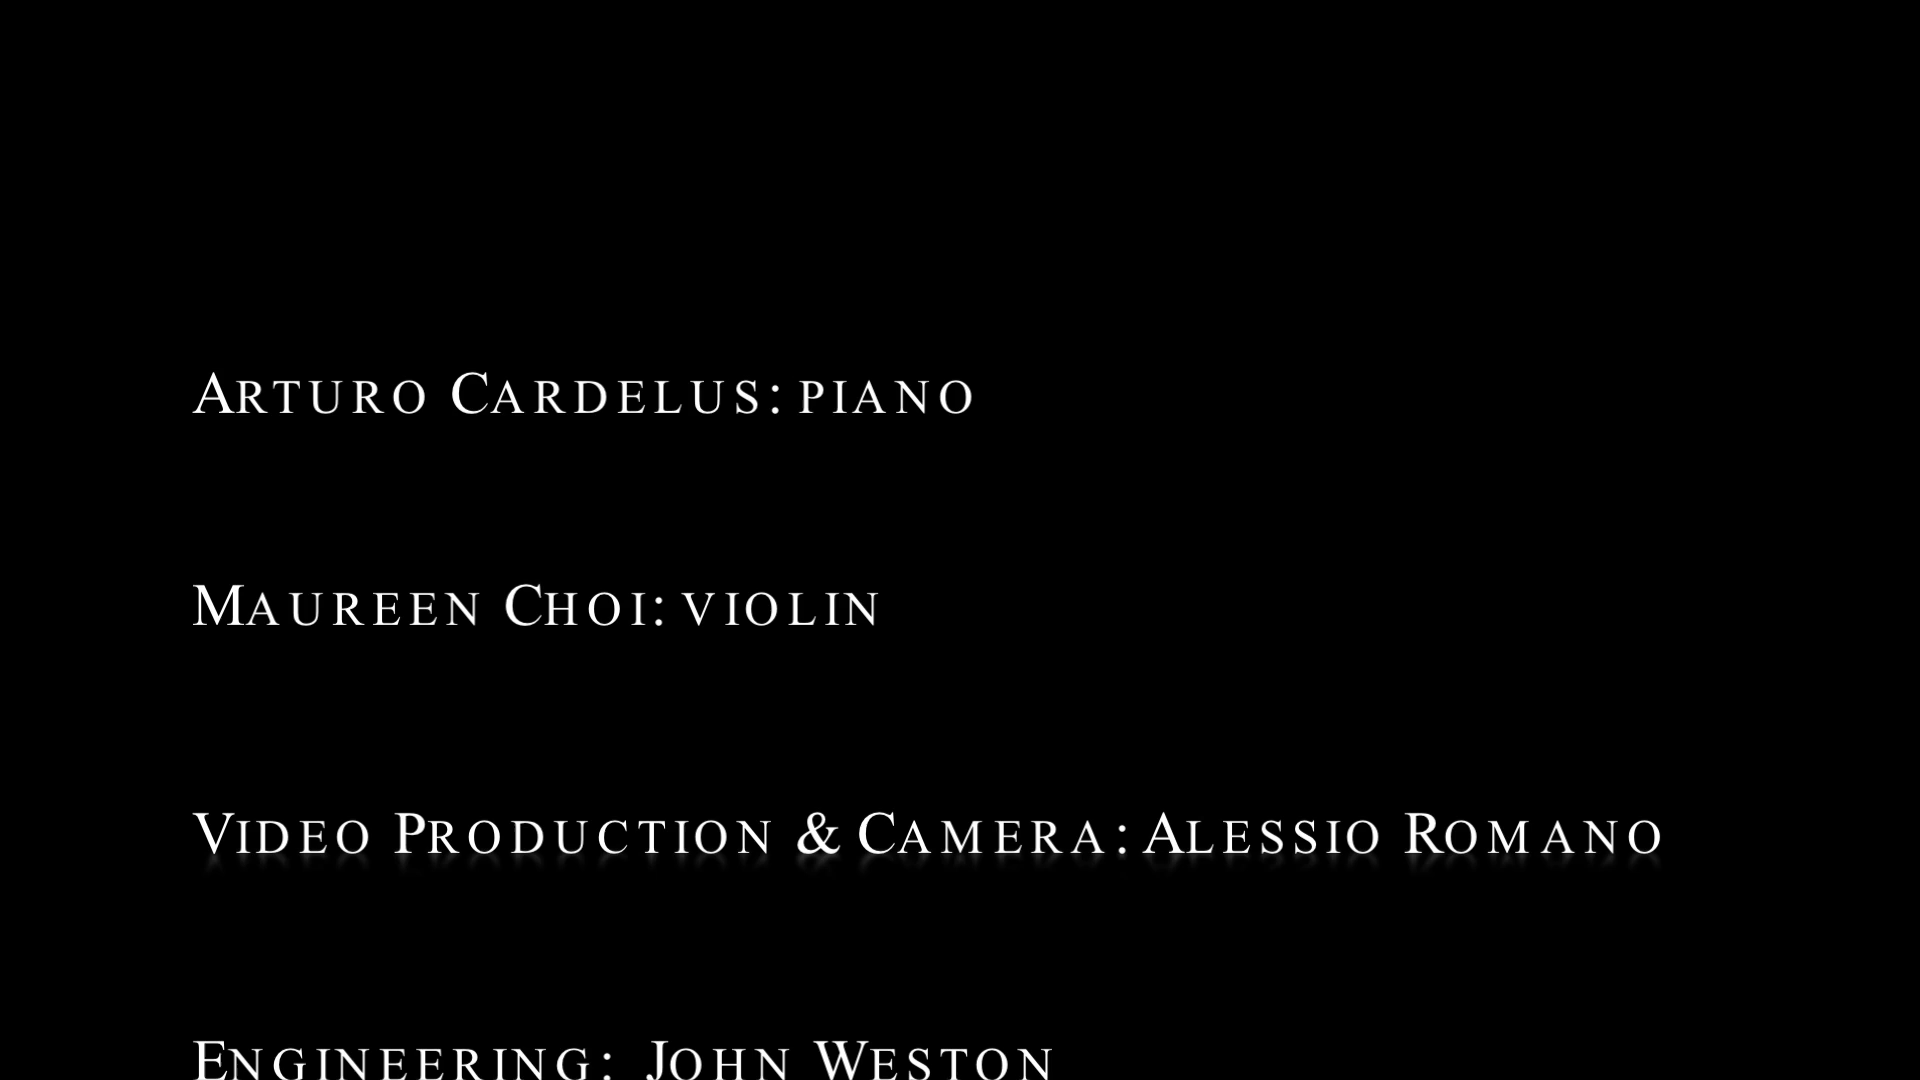 Arturo Cardelus: piano
Maureen Choi: violin
Video Production & Camera: Alessio Romano
Engineering: John Weston